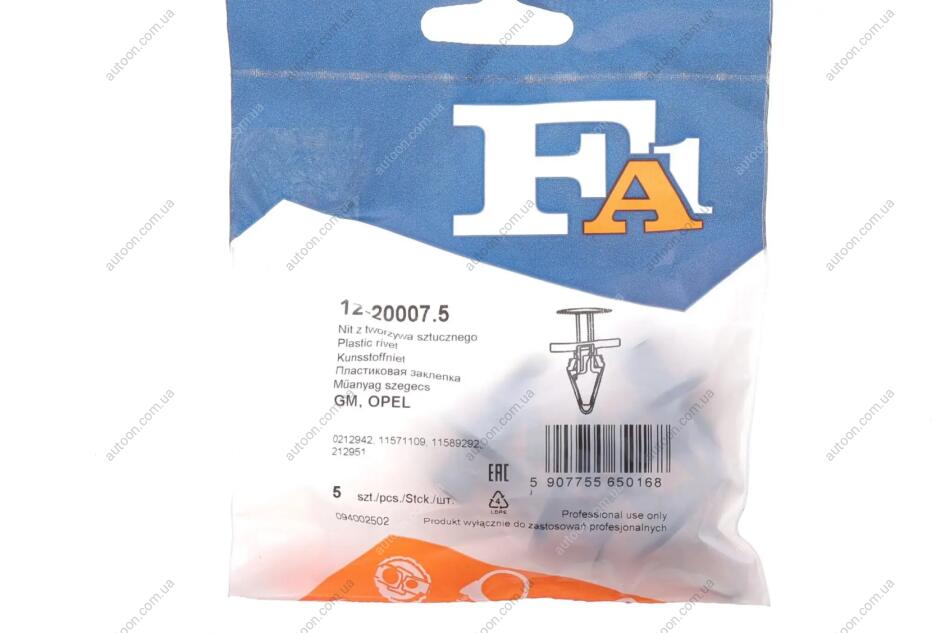 FA1
12-20007.5
Nit z tworzywa sztucznego
Plastic rivet
Kunsstoffniet
Пластиковая заклепка
Műanyag szegecs
GM, OPEL
0212942, 11571109, 11589292,
212951
EAC
5 907755 650168
5 szt./pcs./Stck./шт.
4
LDPE
094002502
Professional use only
Produkt wyłącznie do zastosowań profesjonalnych
autoon.com.ua